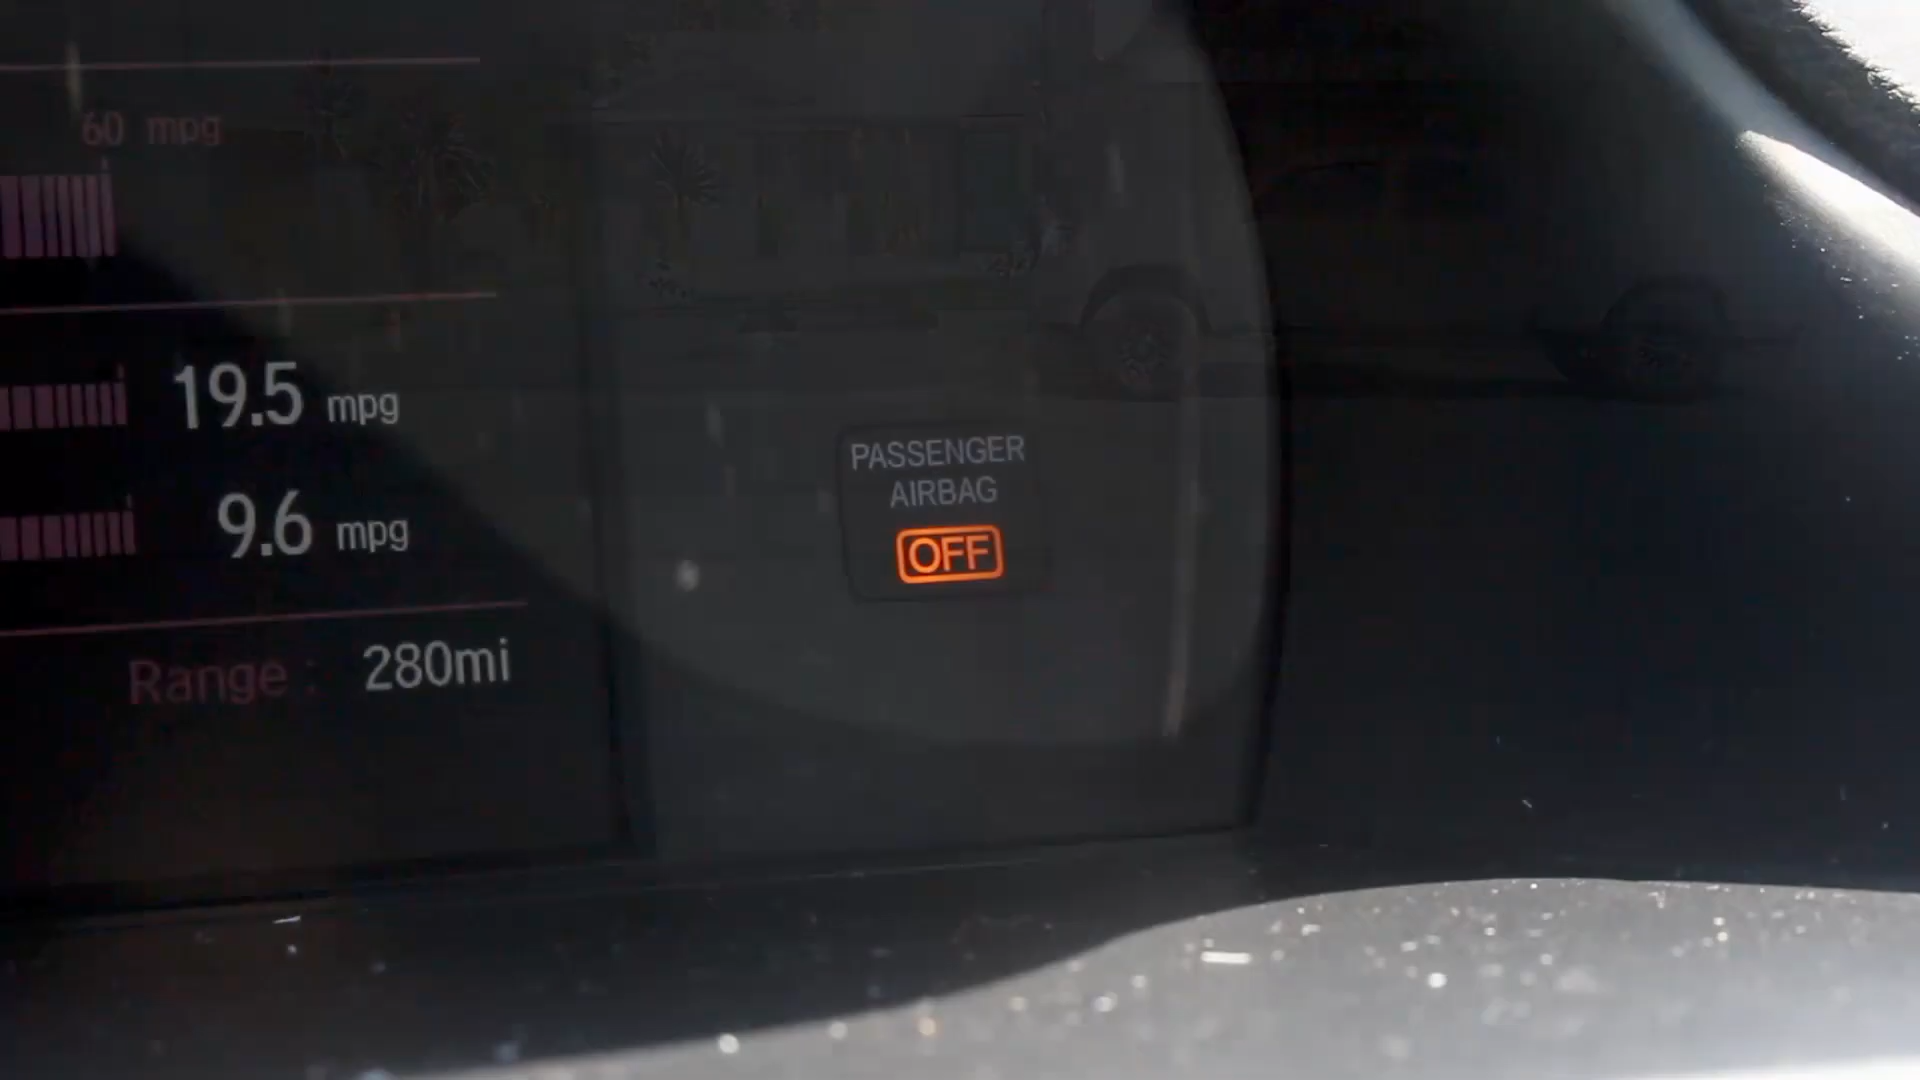 60 mpg
19.5 mpg
9.6 mpg
Range : 280mi
PASSENGER
AIRBAG
OFF